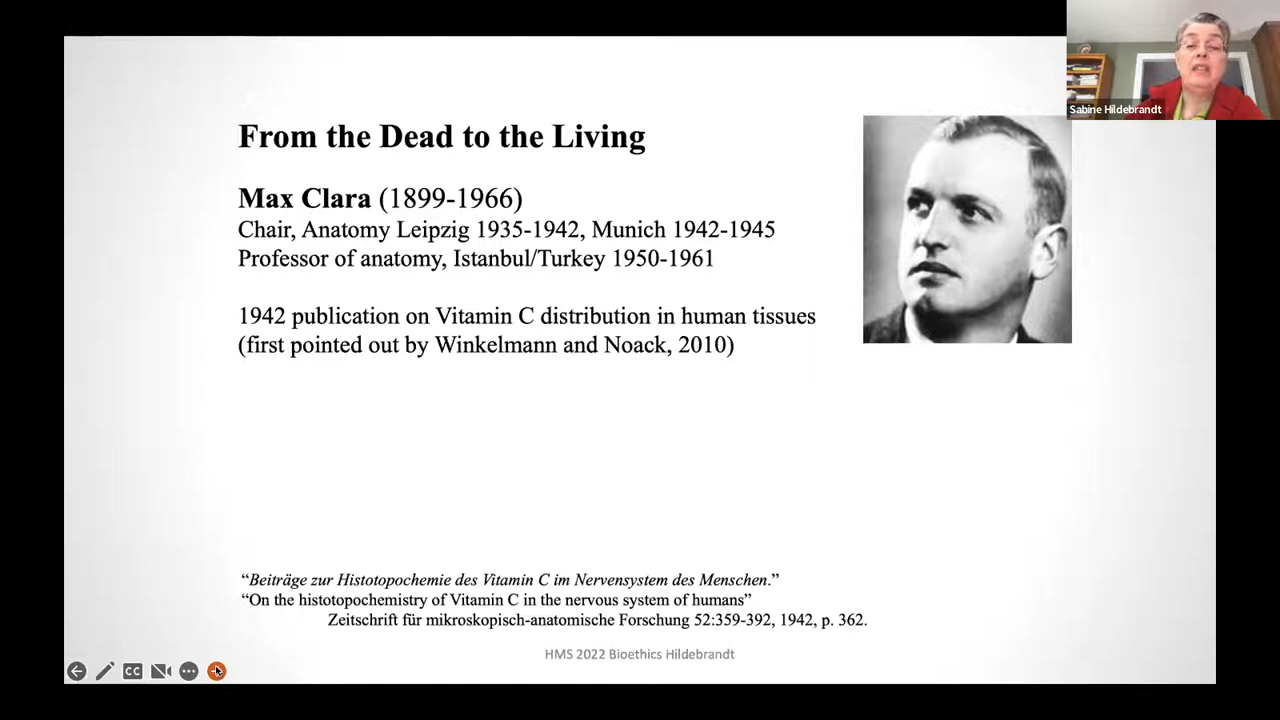 Sabine Hildebrandt
From the Dead to the Living
Max Clara (1899-1966)
Chair, Anatomy Leipzig 1935-1942, Munich 1942-1945
Professor of anatomy, Istanbul/Turkey 1950-1961
1942 publication on Vitamin C distribution in human tissues
(first pointed out by Winkelmann and Noack, 2010)
“Beiträge zur Histotopochemie des Vitamin C im Nervensystem des Menschen.”
“On the histotopochemistry of Vitamin C in the nervous system of humans”
Zeitschrift für mikroskopisch-anatomische Forschung 52:359-392, 1942, p. 362.
HMS 2022 Bioethics Hildebrandt
CC